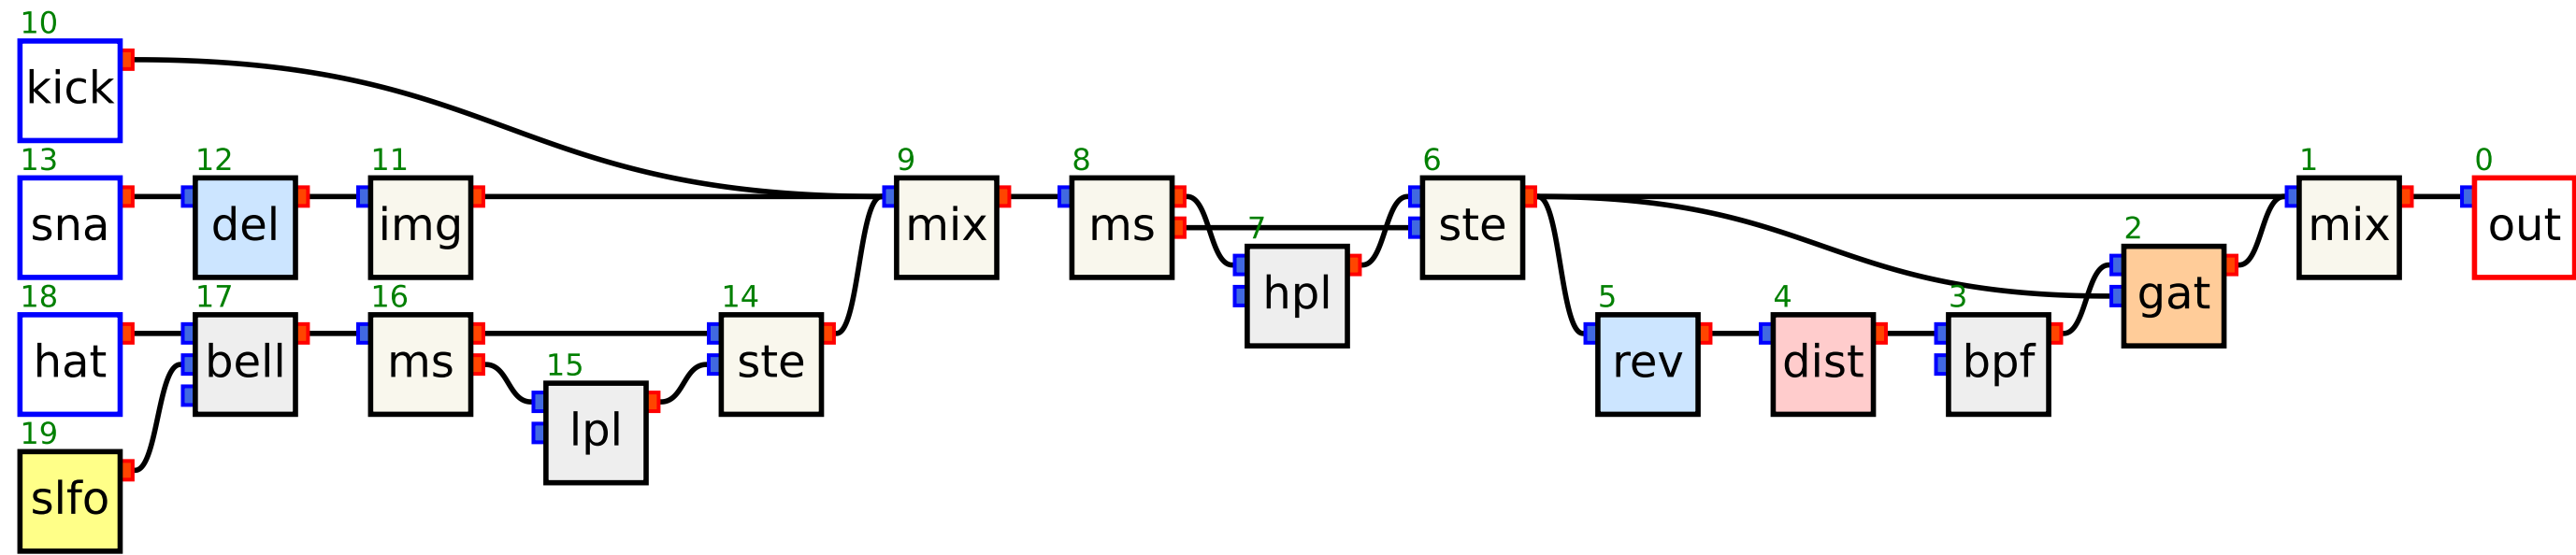 10
kick
13
sna
12
del
11
img
9
mix
8
ms
7
hpl
6
ste
1
mix
0
out
2
gat
18
hat
17
bell
16
ms
15
lpl
14
ste
5
rev
4
dist
3
bpf
19
slfo